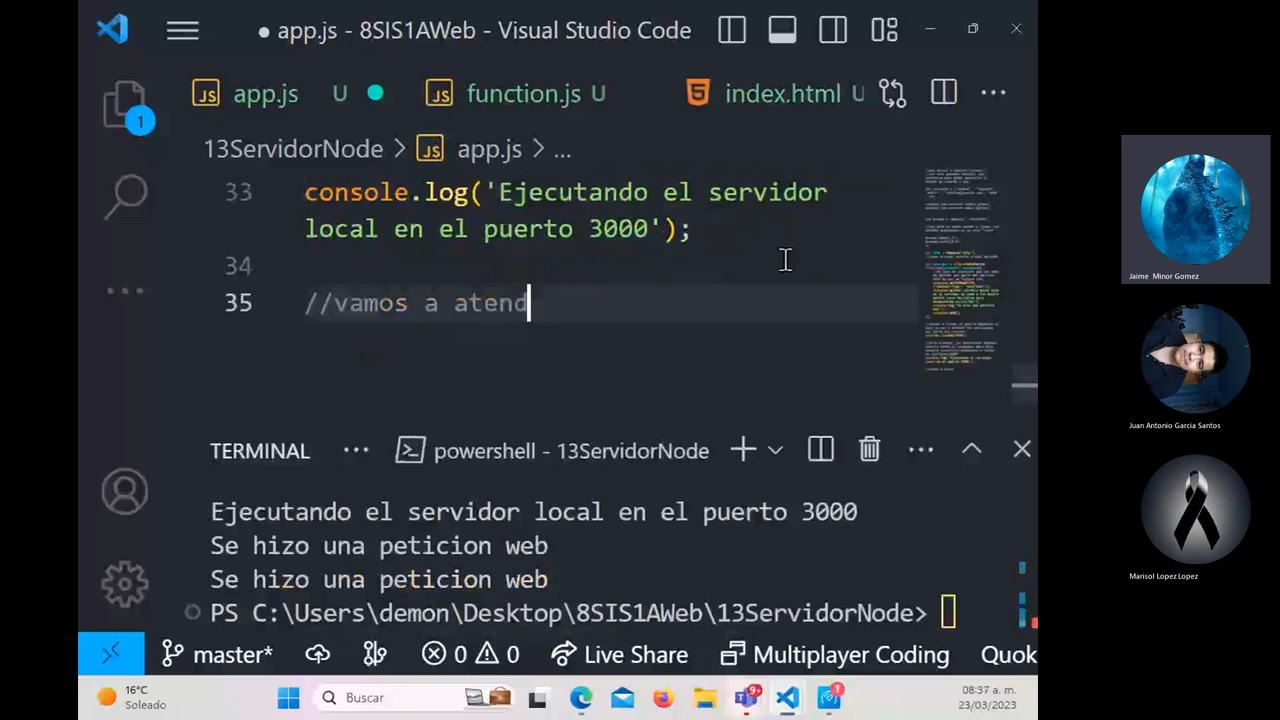 app.js - 8SIS1AWeb - Visual Studio Code
app.js U function.js U index.html U
1
13ServidorNode > app.js > ...
33 console.log('Ejecutando el servidor
local en el puerto 3000');
34
35 //vamos a atend
TERMINAL powershell - 13ServidorNode
Ejecutando el servidor local en el puerto 3000
Se hizo una peticion web
Se hizo una peticion web
PS C:\Users\demon\Desktop\8SIS1AWeb\13ServidorNode>
master* 0 0 Live Share Multiplayer Coding Quok
16°C
Soleado
Buscar
9+
1
08:37 a. m.
23/03/2023
Jaime Minor Gomez
Juan Antonio Garcia Santos
Marisol Lopez Lopez